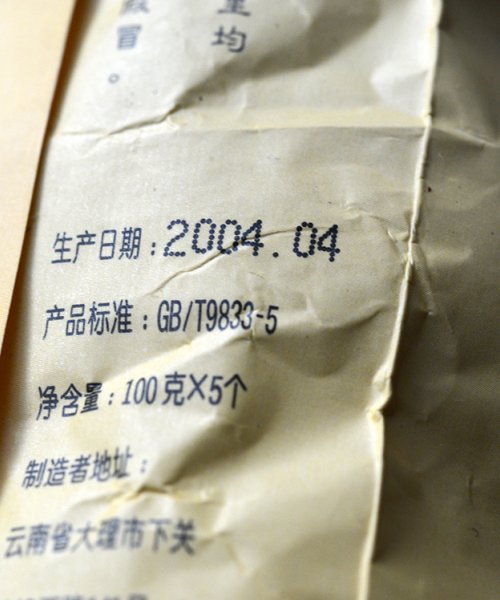 冒 均
。
生产日期:2004.04
产品标准:GB/T9833-5
净含量:100克×5个
制造者地址:
云南省大理市下关